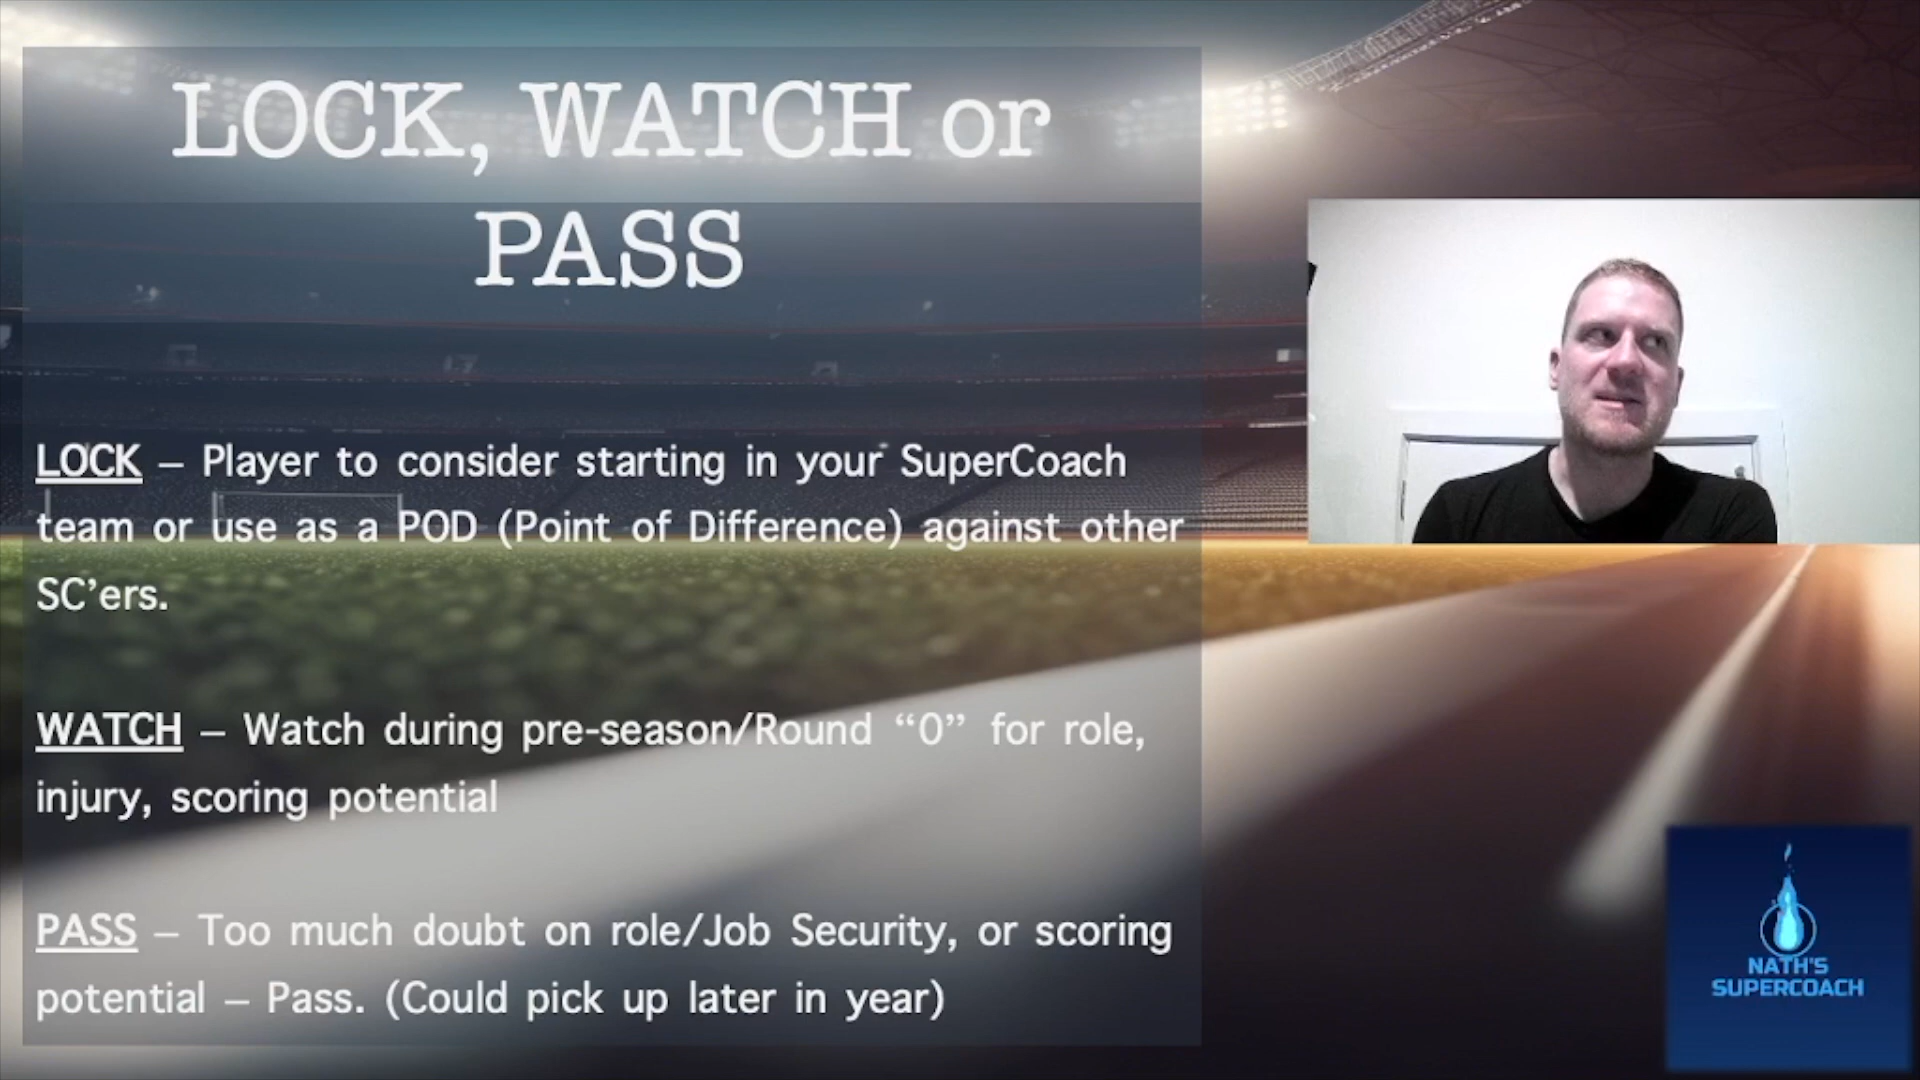 LOCK, WATCH or
PASS
LOCK – Player to consider starting in your SuperCoach
team or use as a POD (Point of Difference) against other
SC’ers.
WATCH – Watch during pre-season/Round “0” for role,
injury, scoring potential
PASS – Too much doubt on role/Job Security, or scoring
potential – Pass. (Could pick up later in year)
NATH'S
SUPERCOACH